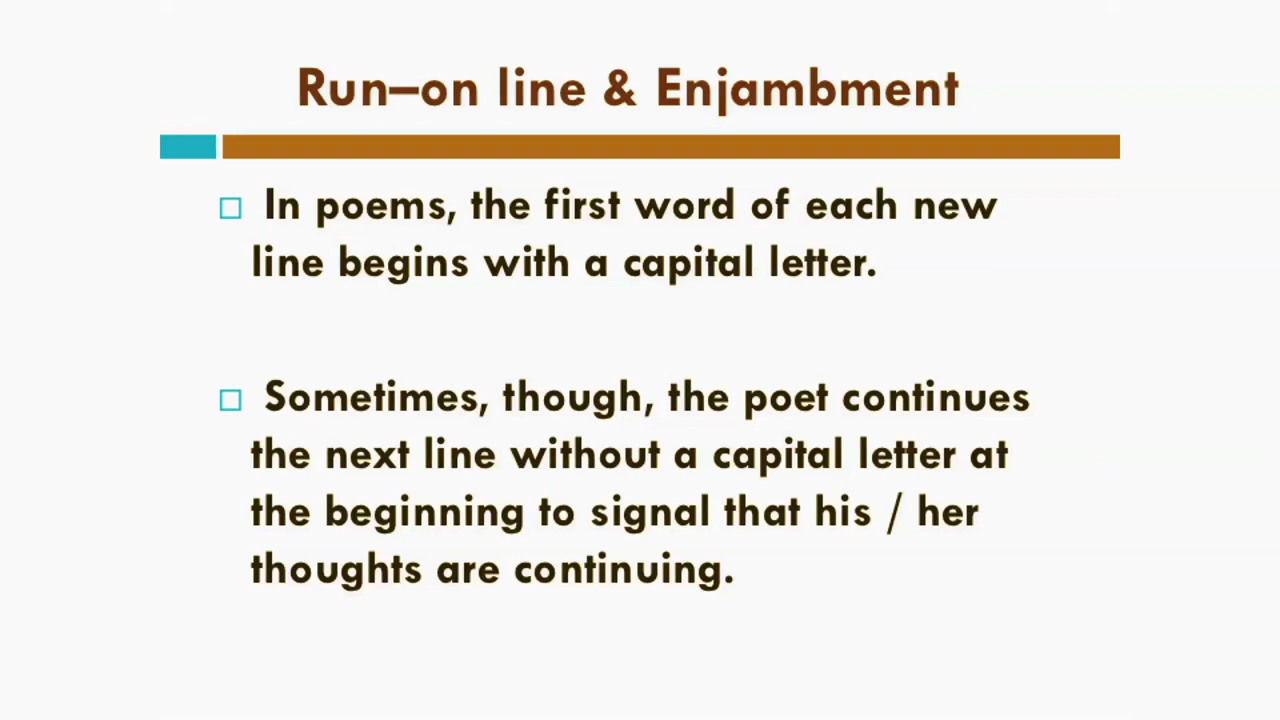 Run–on line & Enjambment
In poems, the first word of each new
line begins with a capital letter.
Sometimes, though, the poet continues
the next line without a capital letter at
the beginning to signal that his / her
thoughts are continuing.